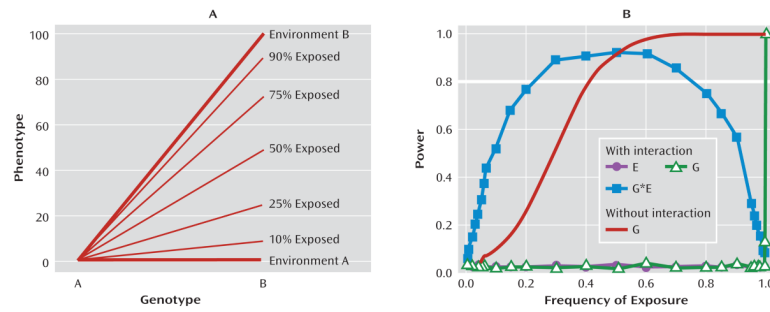 A
Phenotype
100
80
60
40
20
0
Environment B
90% Exposed
75% Exposed
50% Exposed
25% Exposed
10% Exposed
Environment A
A
B
Genotype
B
Power
1.0
0.8
0.6
0.4
0.2
0.0
With interaction
E G
G*E
Without interaction
G
0.0 0.2 0.4 0.6 0.8 1.0
Frequency of Exposure